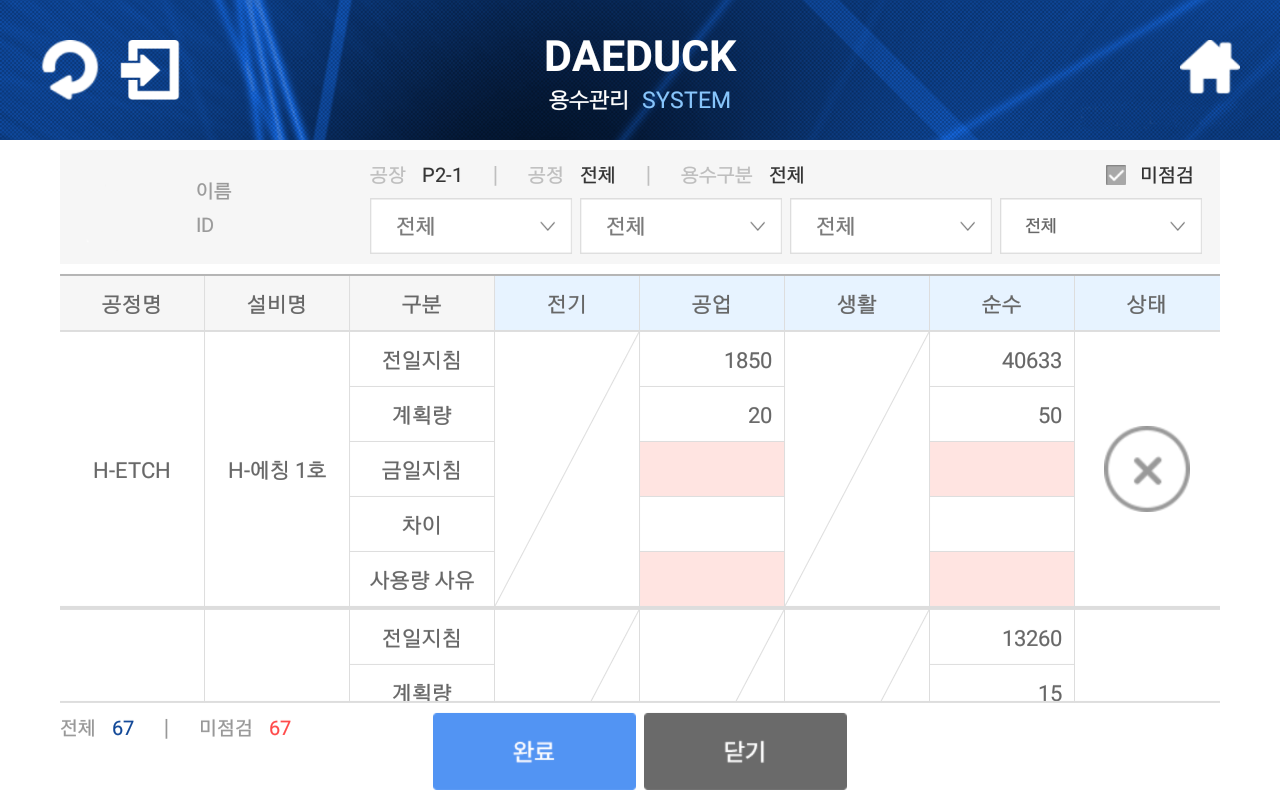 DAEDUCK
용수관리 SYSTEM
이름
ID
공장 P2-1 | 공정 전체 | 용수구분 전체
미점검
전체 전체 전체 전체
공정명 설비명 구분 전기 공업 생활 순수 상태
H-ETCH H-에칭 1호
전일지침 1850 40633
계획량 20 50
금일지침
차이
사용량 사유
전일지침 13260
계획량 15
전체 67 | 미점검 67
완료 닫기